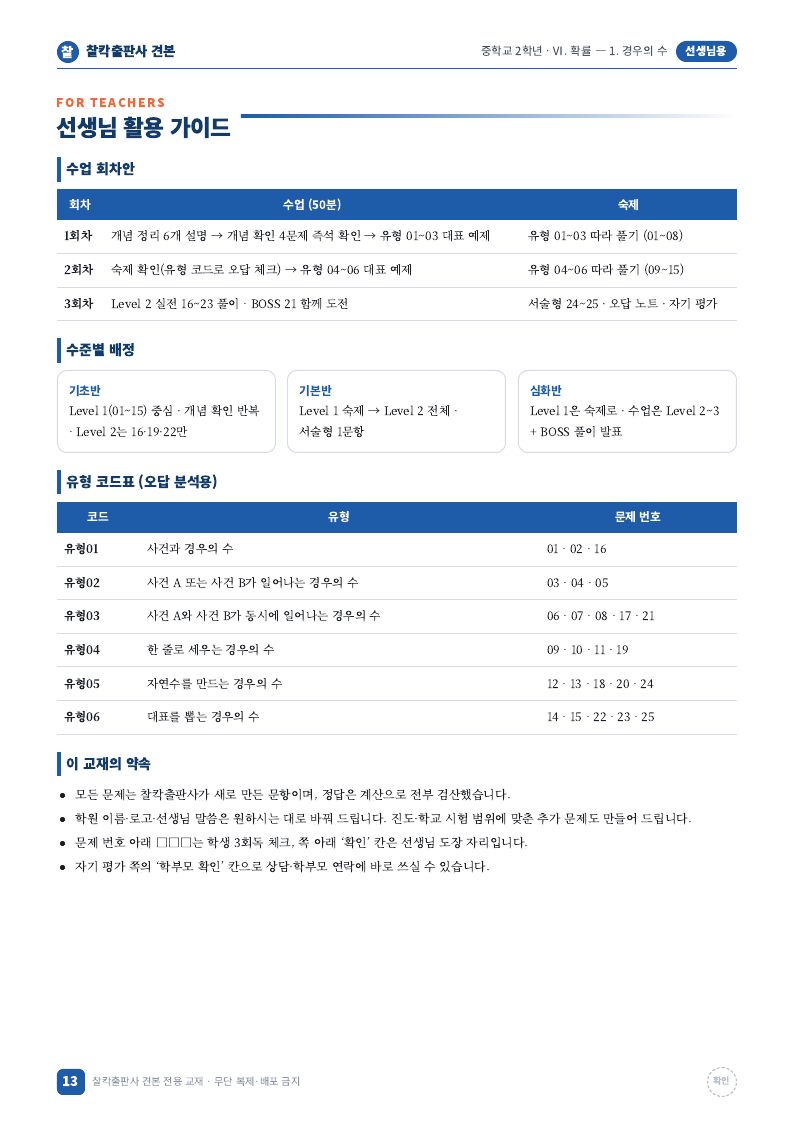 찰 찰칵출판사 견본
중학교 2학년 · VI. 확률 — 1. 경우의 수 선생님용
FOR TEACHERS
선생님 활용 가이드
수업 회차안
회차 수업 (50분) 숙제
1회차 개념 정리 6개 설명 → 개념 확인 4문제 즉석 확인 → 유형 01~03 대표 예제 유형 01~03 따라 풀기 (01~08)
2회차 숙제 확인(유형 코드로 오답 체크) → 유형 04~06 대표 예제 유형 04~06 따라 풀기 (09~15)
3회차 Level 2 실전 16~23 풀이 · BOSS 21 함께 도전 서술형 24~25 · 오답 노트 · 자기 평가
수준별 배정
기초반
Level 1(01~15) 중심 · 개념 확인 반복
· Level 2는 16·19·22만
기본반
Level 1 숙제 → Level 2 전체 ·
서술형 1문항
심화반
Level 1은 숙제로 · 수업은 Level 2~3
+ BOSS 풀이 발표
유형 코드표 (오답 분석용)
코드 유형 문제 번호
유형01 사건과 경우의 수 01 · 02 · 16
유형02 사건 A 또는 사건 B가 일어나는 경우의 수 03 · 04 · 05
유형03 사건 A와 사건 B가 동시에 일어나는 경우의 수 06 · 07 · 08 · 17 · 21
유형04 한 줄로 세우는 경우의 수 09 · 10 · 11 · 19
유형05 자연수를 만드는 경우의 수 12 · 13 · 18 · 20 · 24
유형06 대표를 뽑는 경우의 수 14 · 15 · 22 · 23 · 25
이 교재의 약속
● 모든 문제는 찰칵출판사가 새로 만든 문항이며, 정답은 계산으로 전부 검산했습니다.
● 학원 이름·로고·선생님 말씀은 원하시는 대로 바꿔 드립니다. 진도·학교 시험 범위에 맞춘 추가 문제도 만들어 드립니다.
● 문제 번호 아래 □□□는 학생 3회독 체크, 쪽 아래 ‘확인’ 칸은 선생님 도장 자리입니다.
● 자기 평가 쪽의 ‘학부모 확인’ 칸으로 상담·학부모 연락에 바로 쓰실 수 있습니다.
13 찰칵출판사 견본 전용 교재 · 무단 복제·배포 금지
확인